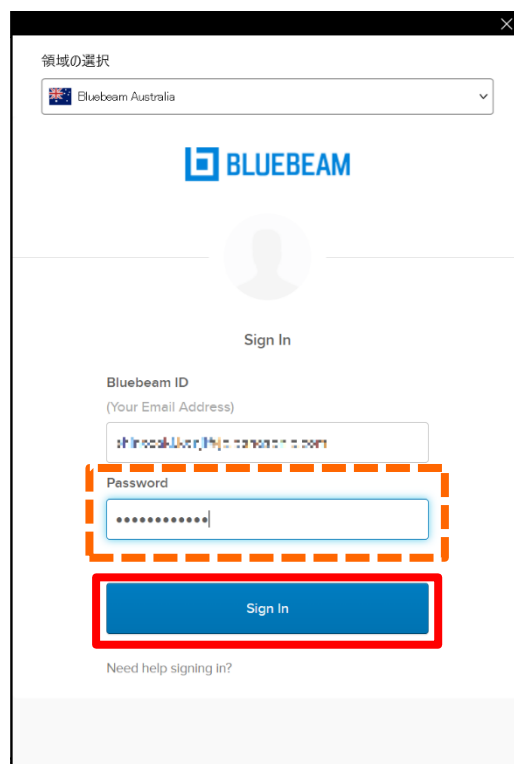 領域の選択
Bluebeam Australia
BLUEBEAM
Sign In
Bluebeam ID
(Your Email Address)
Password
Sign In
Need help signing in?